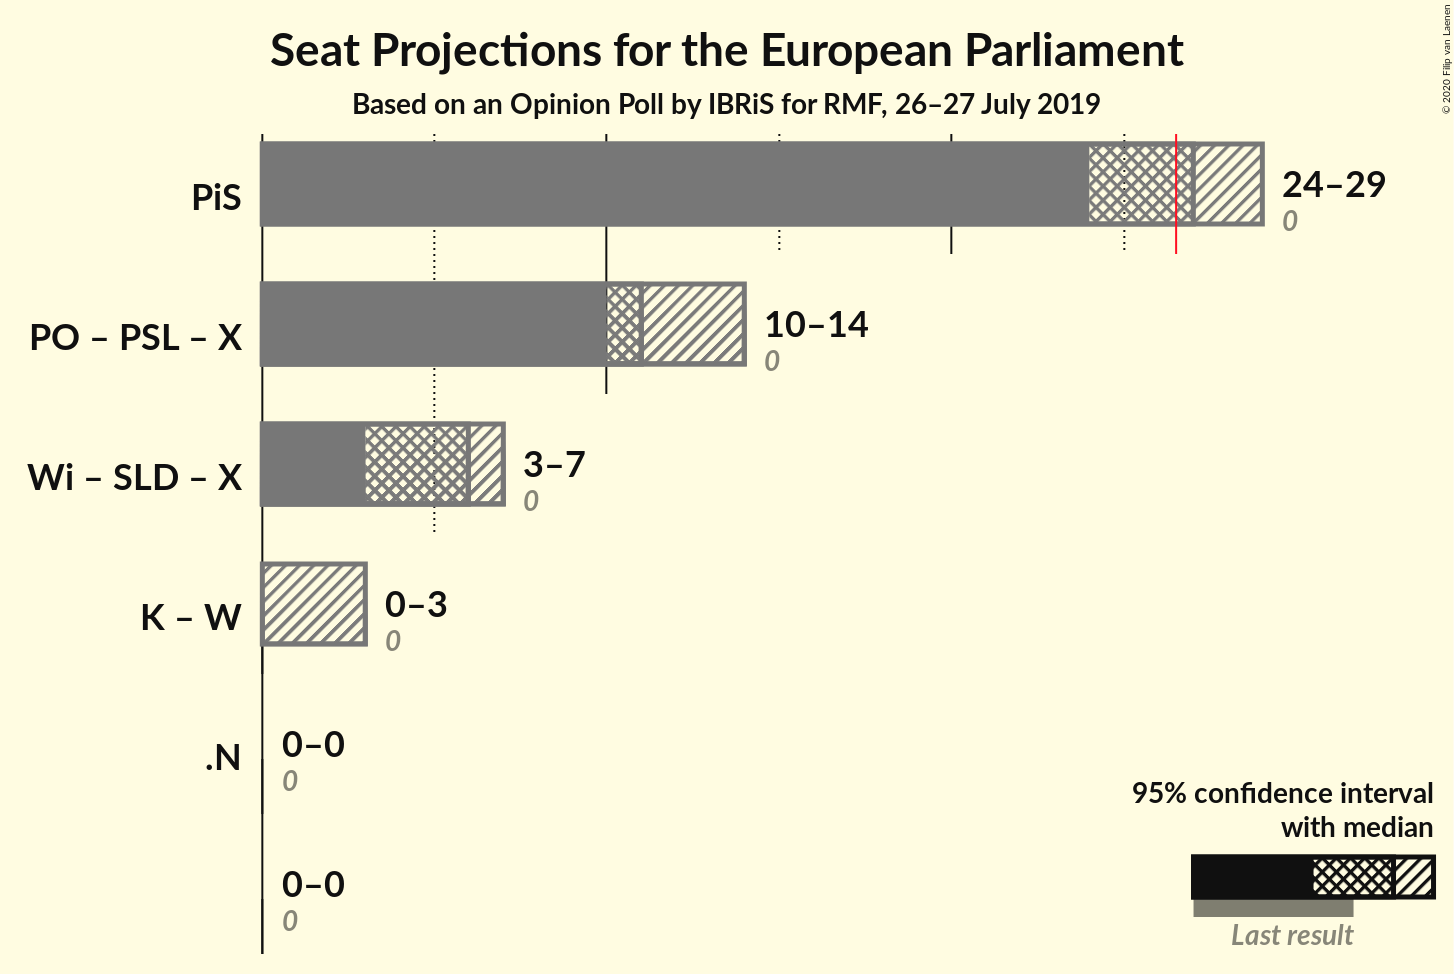 Seat Projections for the European Parliament
Based on an Opinion Poll by IBRiS for RMF, 26–27 July 2019
© 2020 Filip van Laenen
PiS
24–29
0
PO – PSL – X
10–14
0
Wi – SLD – X
3–7
0
K – W
0–3
0
.N
0–0
0
0–0
0
95% confidence interval
with median
Last result